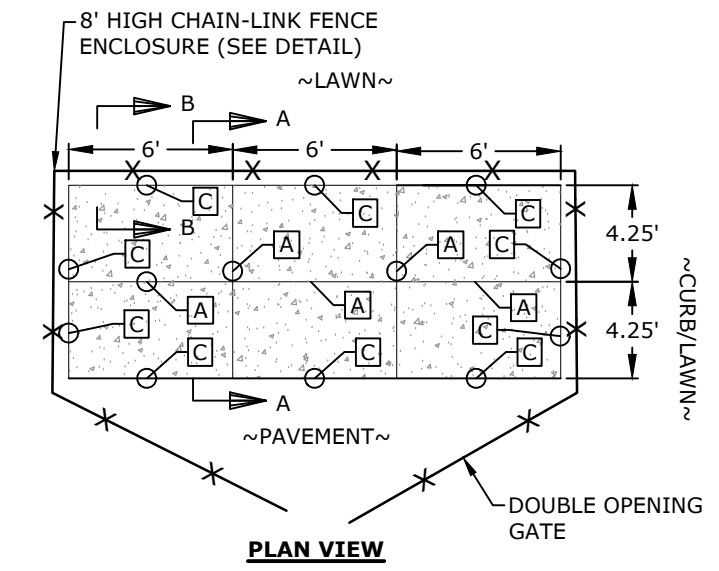 8' HIGH CHAIN-LINK FENCE
ENCLOSURE (SEE DETAIL)
~LAWN~
B
A
6'
6'
6'
C
C
C
B
4.25'
C
A
A
C
~CURB/LAWN~
C
A
A
A
C
4.25'
C
C
C
A
~PAVEMENT~
DOUBLE OPENING
GATE
PLAN VIEW